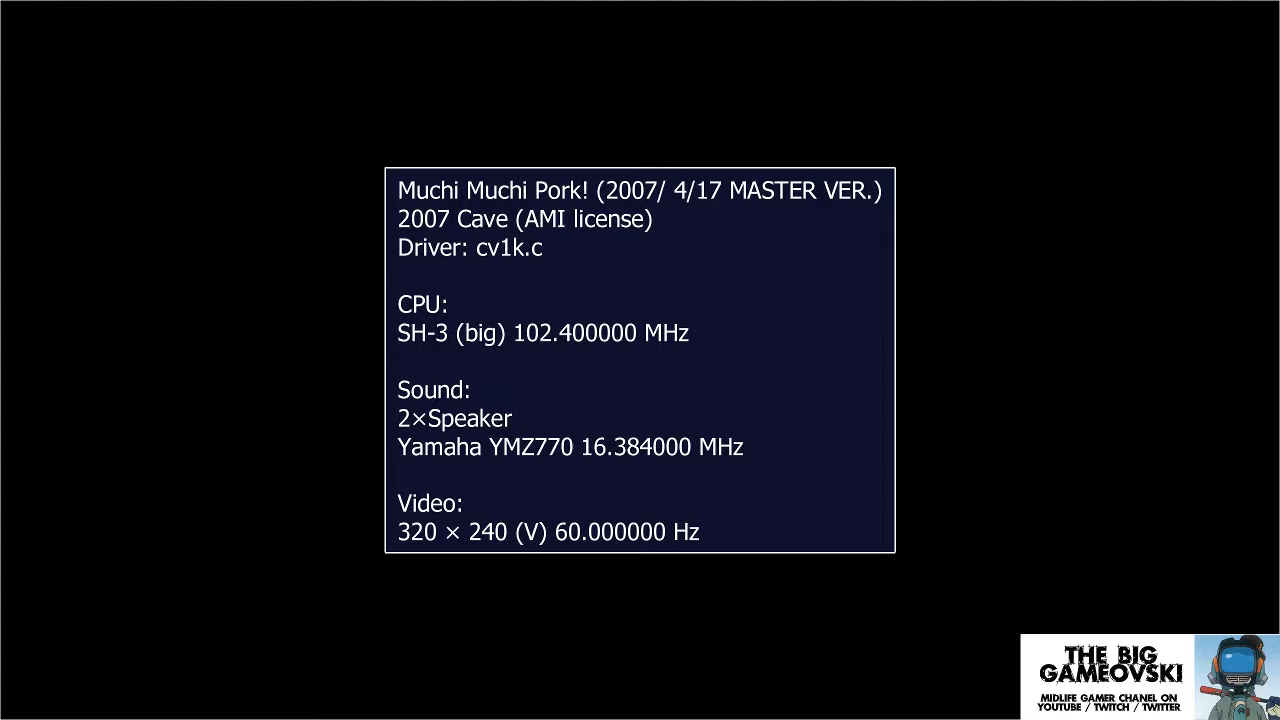 Muchi Muchi Pork! (2007/ 4/17 MASTER VER.)
2007 Cave (AMI license)
Driver: cv1k.c
CPU:
SH-3 (big) 102.400000 MHz
Sound:
2×Speaker
Yamaha YMZ770 16.384000 MHz
Video:
320 × 240 (V) 60.000000 Hz
THE BIG
GAMEOVSKI
MIDLIFE GAMER CHANEL ON
YOUTUBE / TWITCH / TWITTER